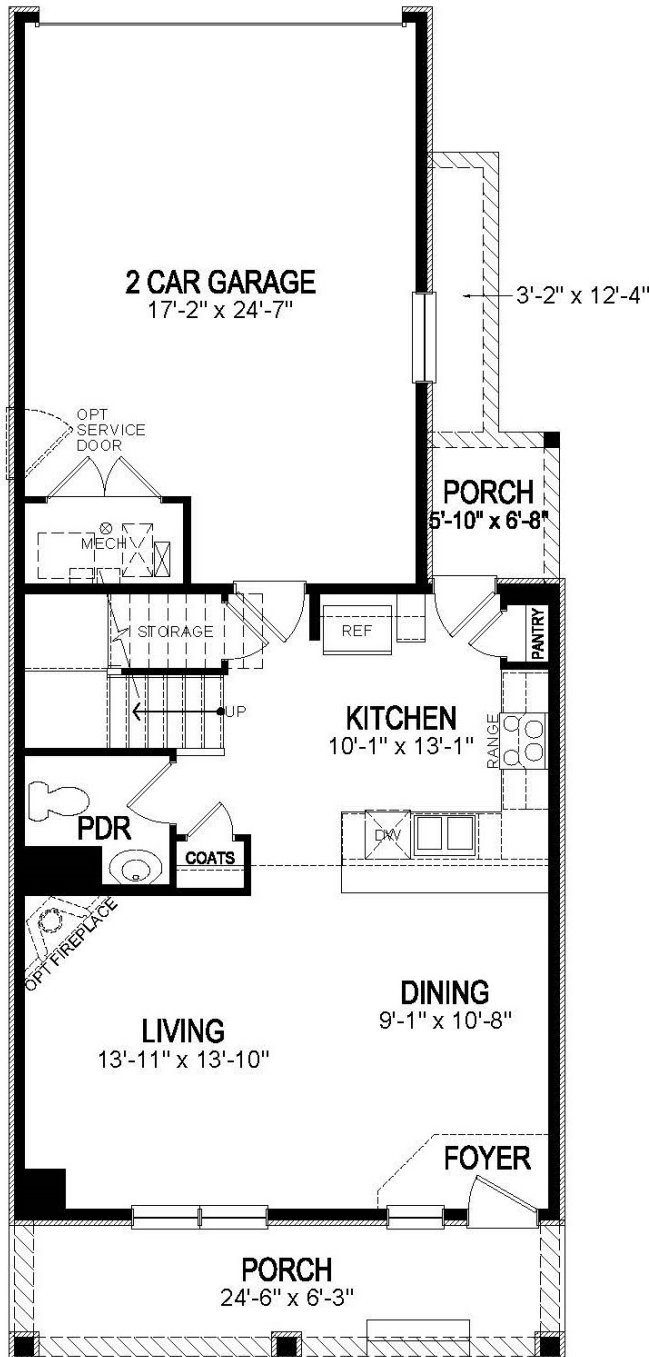 2 CAR GARAGE
17'-2" x 24'-7"
3'-2" x 12'-4"
OPT
SERVICE
DOOR
PORCH
5'-10" x 6'-8"
MECH
STORAGE
REF
PANTRY
UP
KITCHEN
10'-1" x 13'-1"
RANGE
PDR
DW
COATS
OPT FIREPLACE
DINING
9'-1" x 10'-8"
LIVING
13'-11" x 13'-10"
FOYER
PORCH
24'-6" x 6'-3"